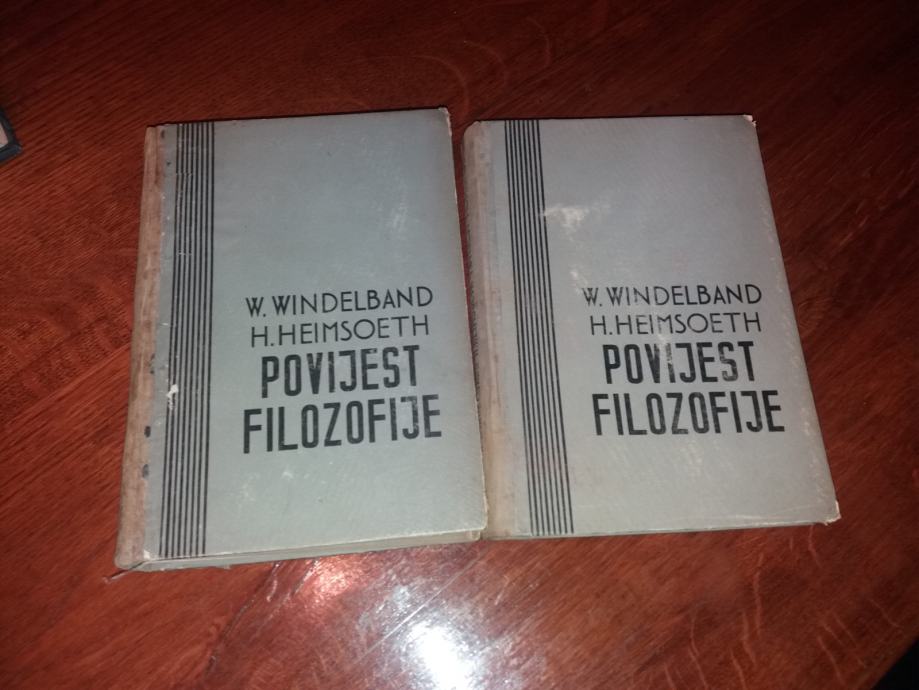 W. WINDELBAND
H. HEIMSOETH
POVIJEST
FILOZOFIJE
W. WINDELBAND
H. HEIMSOETH
POVIJEST
FILOZOFIJE